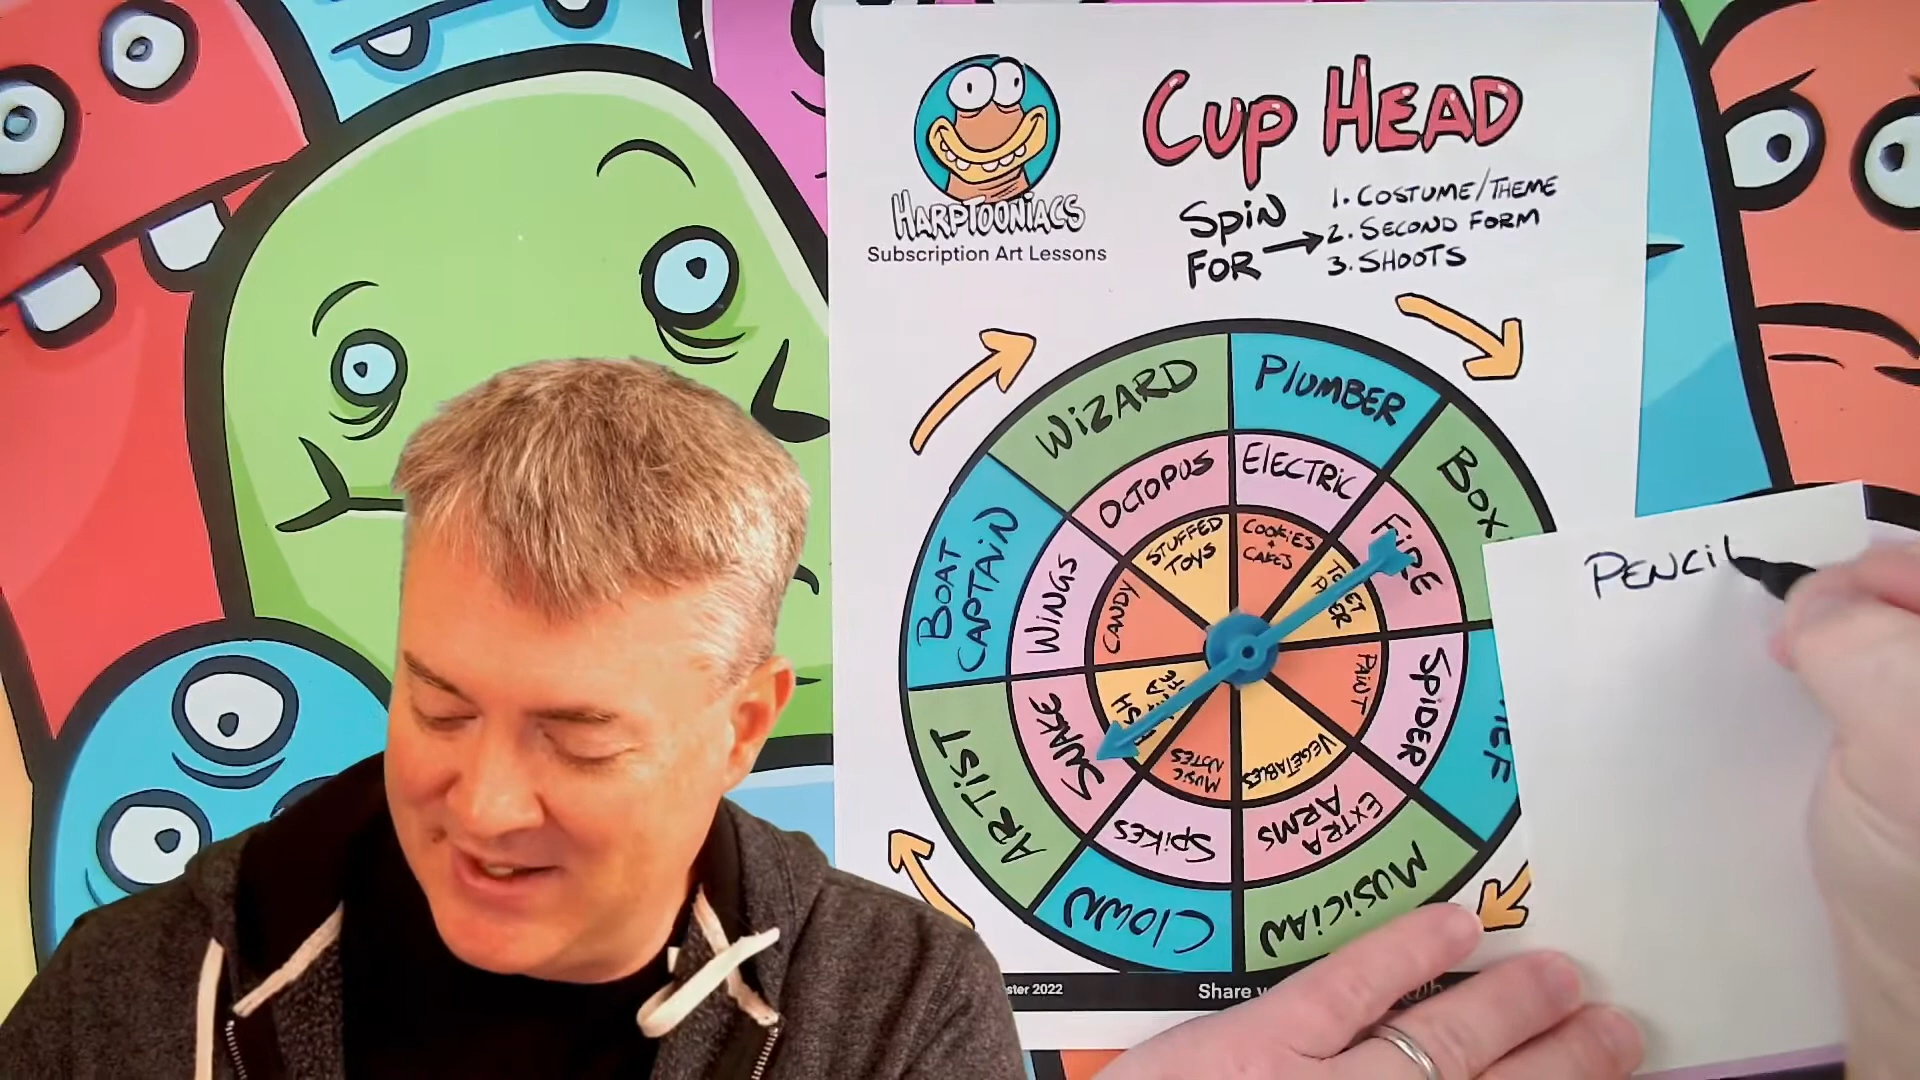 CUP HEAD
HARPTOONiACS
Subscription Art Lessons
SPiN
FOR
1. COSTUME/THEME
2. SECOND FORM
3. SHOOTS
WiZARD
PlUMBER
BOX
OCTOPUS
ElECTRiC
FiRE
STUFFED
TOYS
COOKiES
+
CAKES
BOAT
CAPTAiN
WiNGS
CANDY
PAiNT
SPiDER
SNAKE
ARTiST
MUSiC
NOTES
VEGETABlES
SPiKES
EXTRA
ARMS
ClOWN
MUSiCiAN
PENCiL
ster 2022
Share